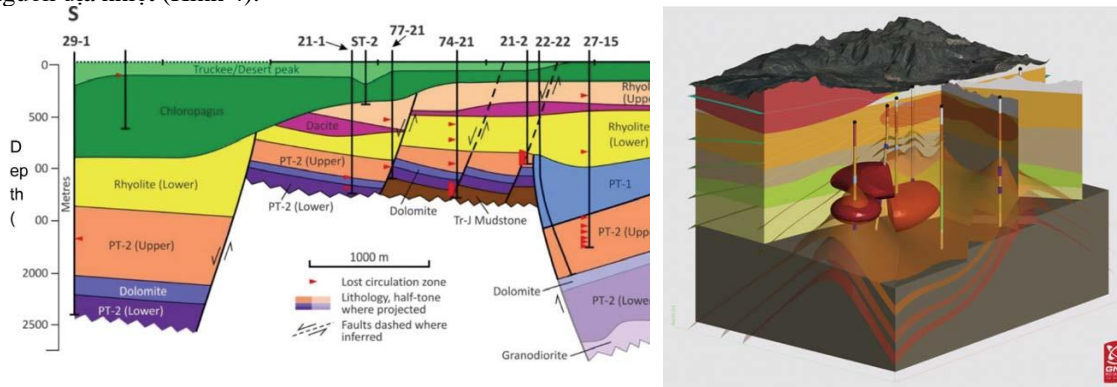 nguồn địa nhiệt (Hình 4).
S
29-1
21-1
ST-2
77-21
74-21
21-2
22-22
27-15
0
Truckee/Desert peak
Chloropagus
Rhyolite
(Uppe
500
Dacite
Rhyolite
(Lower)
D
ep
th
(
Metres
00
Rhyolite (Lower)
PT-2 (Upper)
PT-2 (Lower)
Dolomite
Tr-J Mudstone
PT-1
00
PT-2 (Upper)
PT-2 (Uppe
1000 m
2000
Dolomite
Lost circulation zone
Lithology, half-tone
where projected
Faults dashed where
inferred
Dolomite
PT-2 (Lower
PT-2 (Lower)
2500
Granodiorite